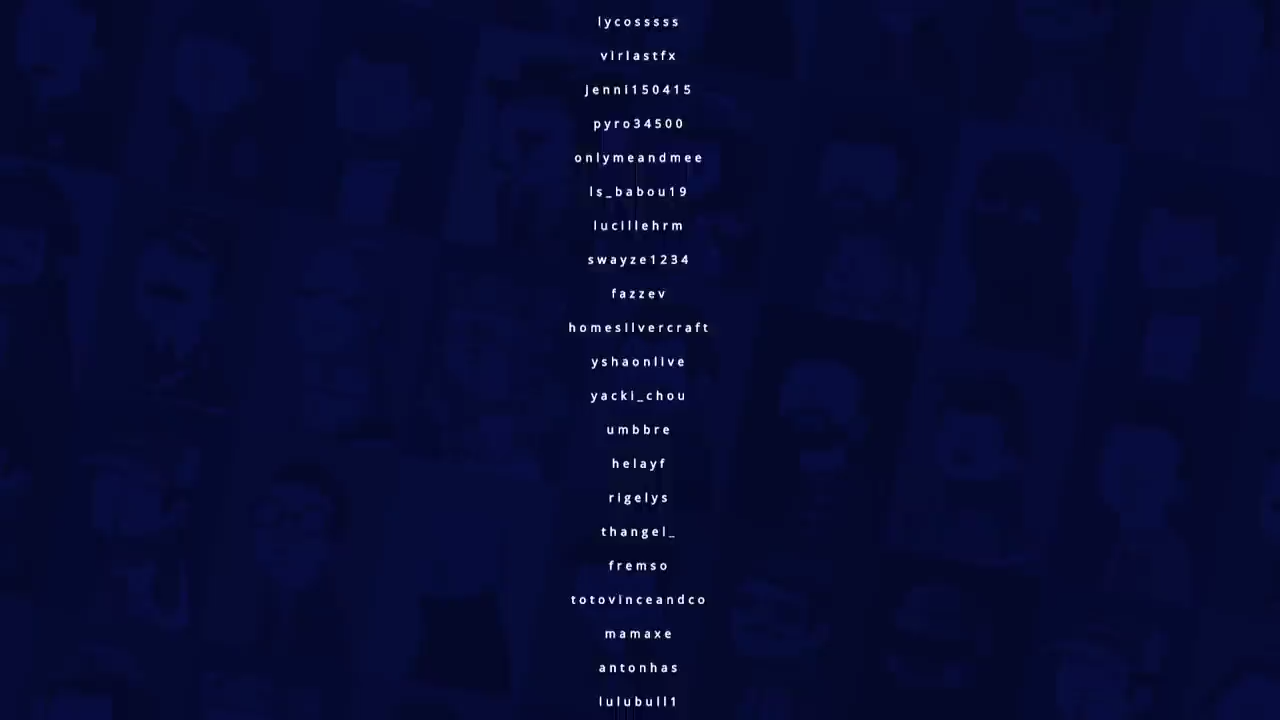 lycosssss
virlastfx
jenni150415
pyro34500
onlymeandmee
ls_babou19
lucillehrm
swayze1234
fazzev
homesilvercraft
yshaonlive
yacki_chou
umbbre
helayf
rigelys
thangel_
fremso
totovinceandco
mamaxe
antonhas
lulubull1